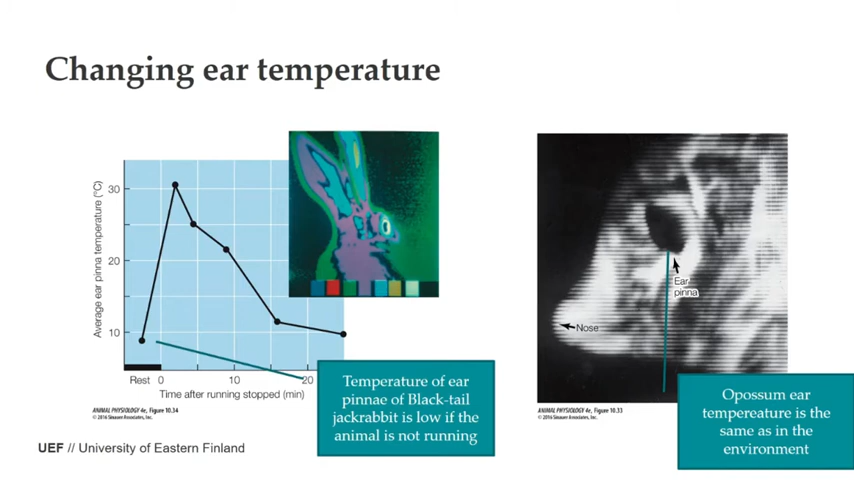 Changing ear temperature
Average ear pinna temperature (°C)
30
20
10
Rest 0 10 20
Time after running stopped (min)
ANIMAL PHYSIOLOGY 4e, Figure 10.34
© 2016 Sinauer Associates, Inc.
Temperature of ear
pinnae of Black-tail
jackrabbit is low if the
animal is not running
Ear
pinna
Nose
ANIMAL PHYSIOLOGY 4e, Figure 10.33
© 2016 Sinauer Associates, Inc.
Opossum ear
tempereature is the
same as in the
environment
UEF // University of Eastern Finland